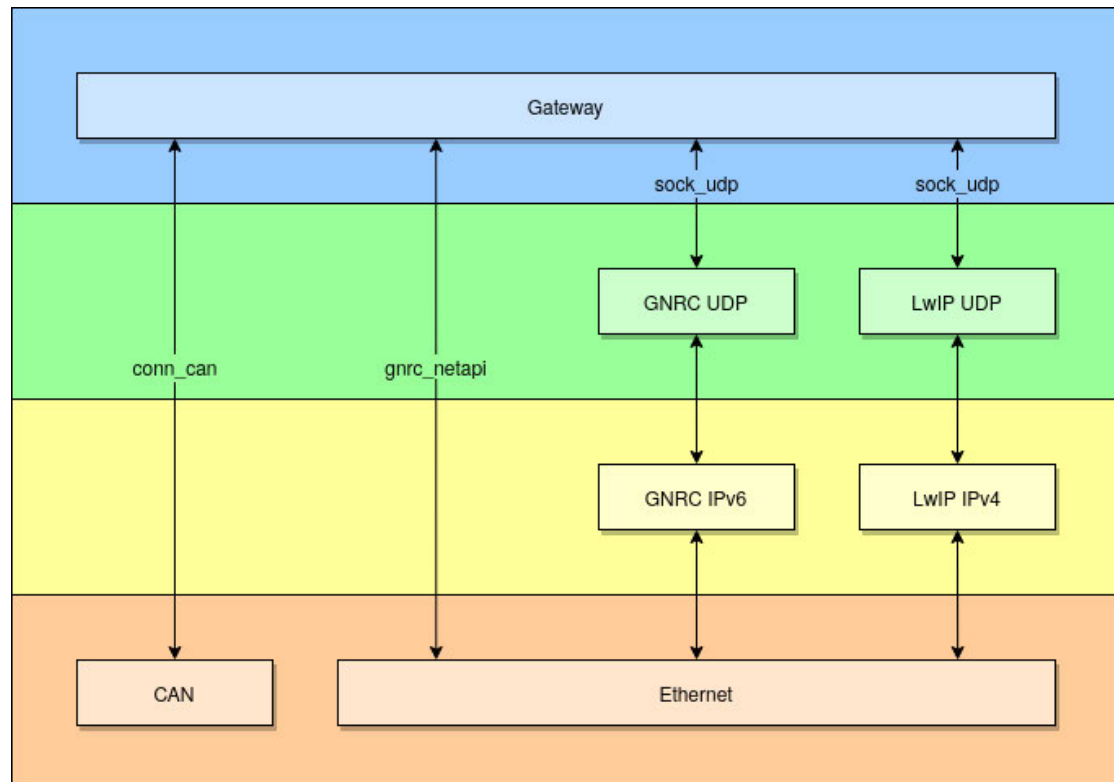 Gateway
sock_udp
sock_udp
GNRC UDP
LwIP UDP
conn_can
gnrc_netapi
GNRC IPv6
LwIP IPv4
CAN
Ethernet